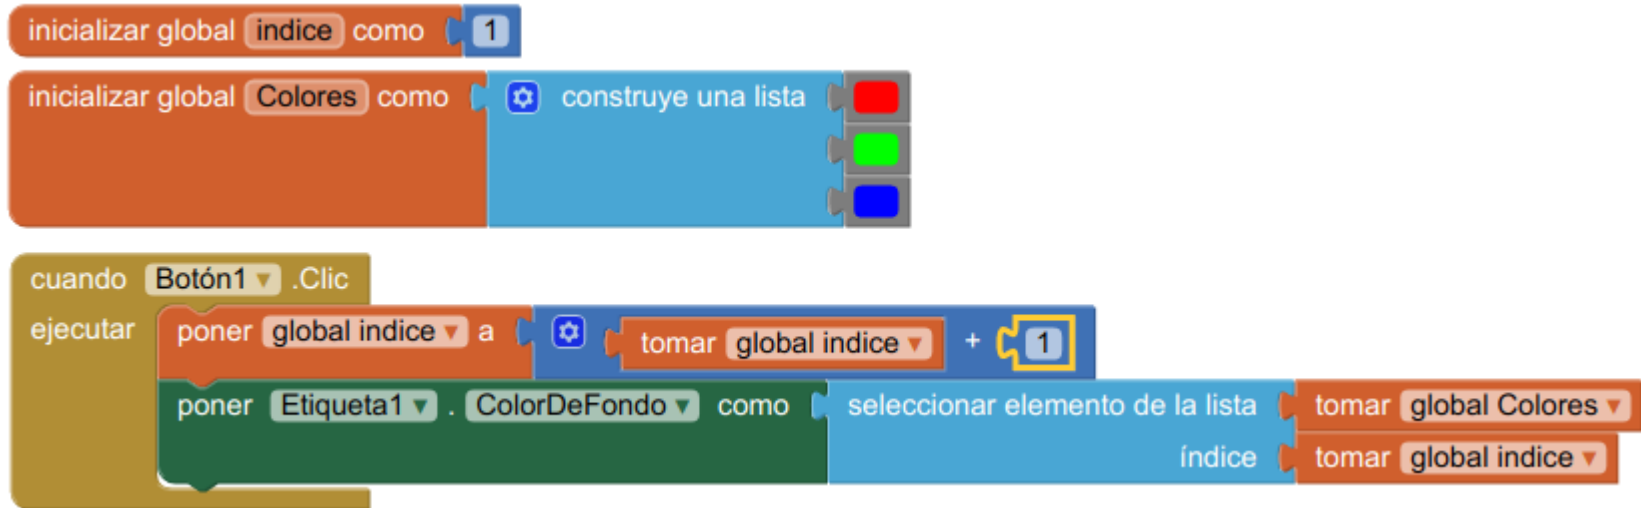 inicializar global indice como 1
inicializar global Colores como construye una lista
cuando Botón1 .Clic
ejecutar poner global indice a tomar global indice + 1
poner Etiqueta1 . ColorDeFondo como seleccionar elemento de la lista tomar global Colores
índice tomar global indice